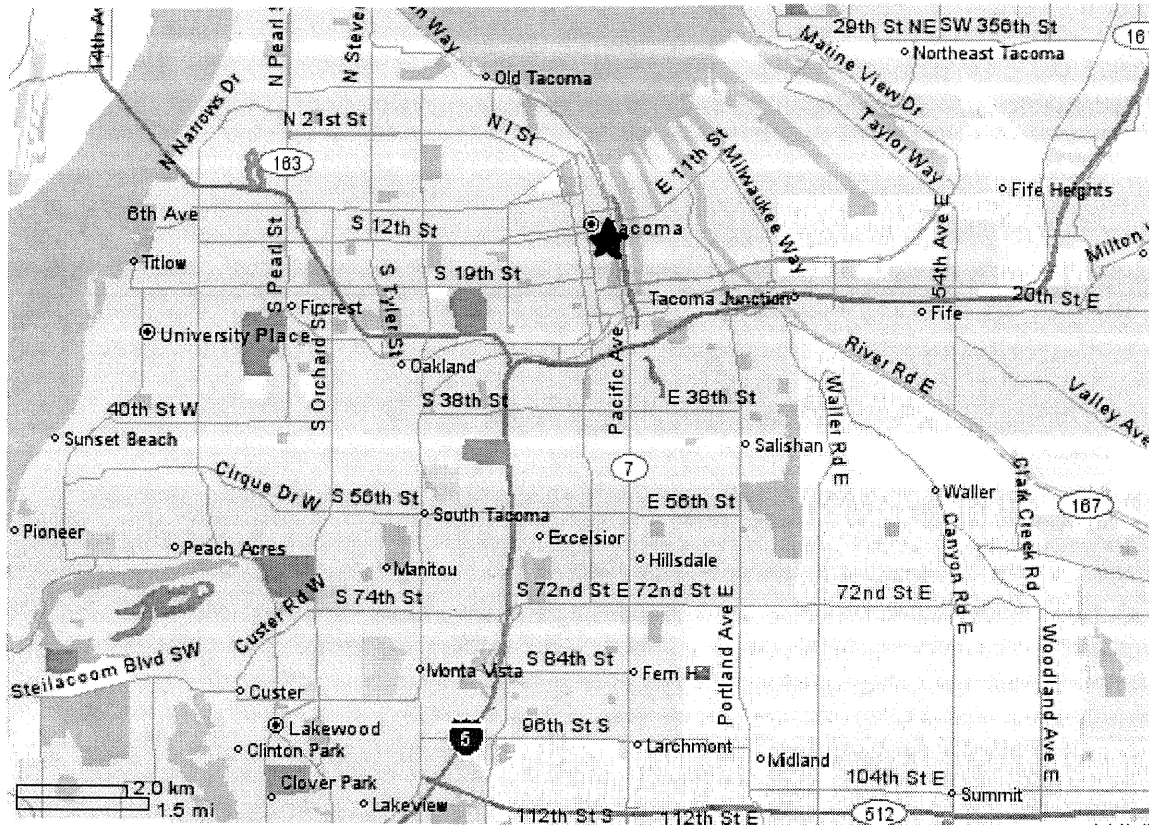 29th St NE SW 356th St
161
N Pearl St
N Steve
Way
Northeast Tacoma
Old Tacoma
Marine View Dr
N Narrows Dr
N 21st St
N I St
Taylor Way
163
E 11th St
Milwaukee Way
Fife Heights
6th Ave
S 12th St
Tacoma
Milton
Titlow
S Pearl St
S 19th St
54th Ave E
Tacoma Junction
20th St E
Fircrest
S Tyler St
Fife
University Place
S Orchard St
Oakland
Pacific Ave
River Rd E
Valley Ave
40th St W
S 38th St
E 38th St
Waller Rd E
Sunset Beach
Salishan
Cirque Dr W
7
S 56th St
E 56th St
Waller
Clark Creek Rd
167
Pioneer
South Tacoma
Peach Acres
Excelsior
Hillsdale
Canyon Rd E
Manitou
S 74th St
S 72nd St E
72nd St E
72nd St E
Custer Rd W
Portland Ave E
Woodland Ave E
Steilacoom Blvd SW
Monta Vista
S 84th St
Fern H
Custer
Lakewood
5
96th St S
Clinton Park
Larchmont
Midland
Clover Park
104th St E
2.0 km
1.5 mi
Lakeview
Summit
112th St S
112th St E
512